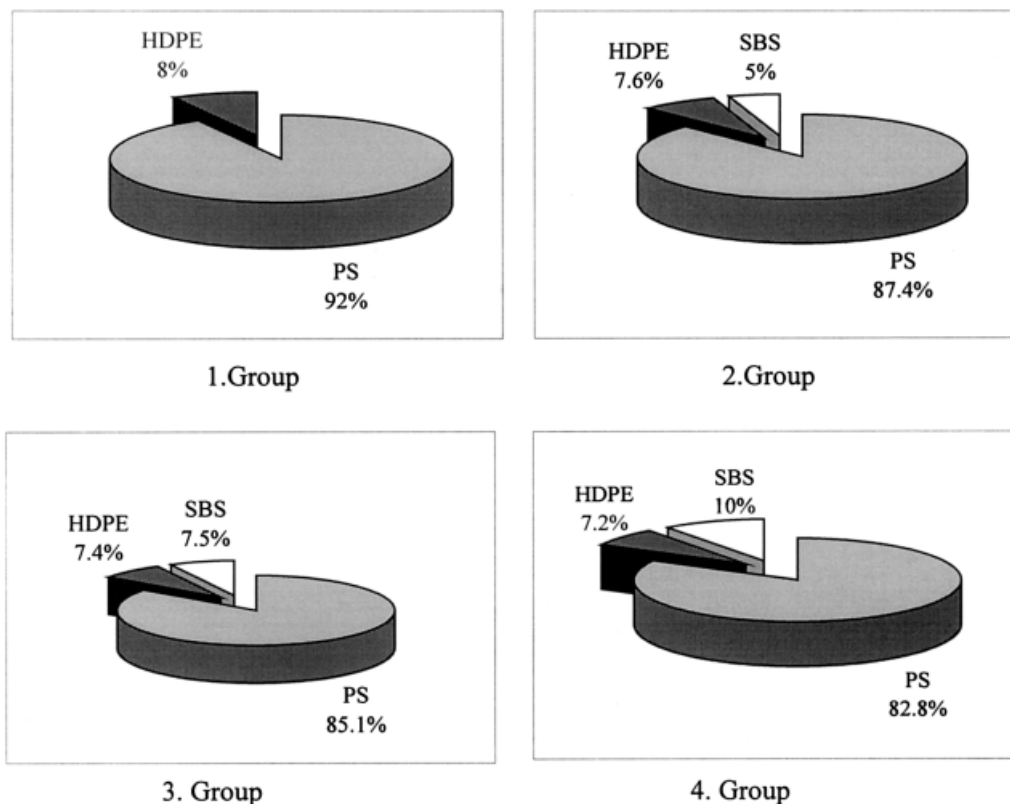 HDPE
8%
PS
92%
1.Group
HDPE
7.6%
SBS
5%
PS
87.4%
2.Group
HDPE
7.4%
SBS
7.5%
PS
85.1%
3. Group
HDPE
7.2%
SBS
10%
PS
82.8%
4. Group